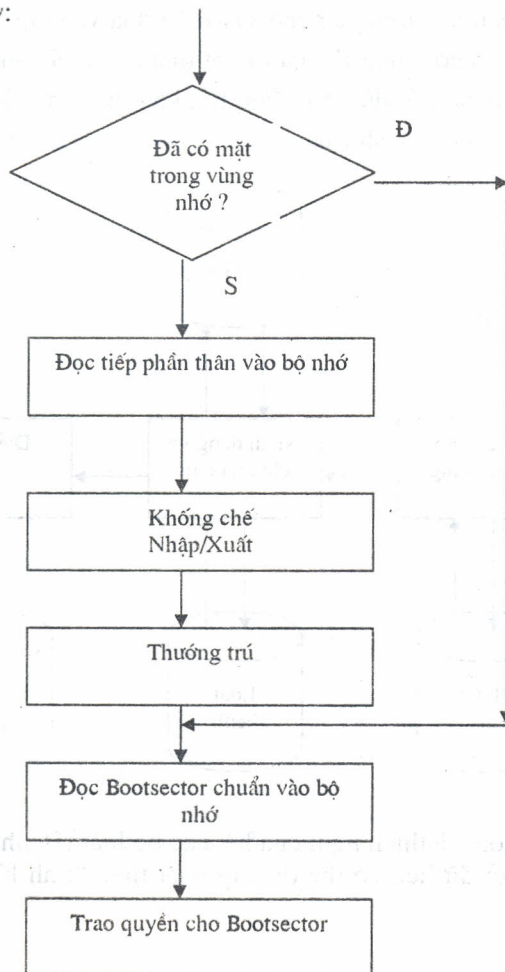 Đã có mặt
trong vùng
nhớ ?
Đ
S
Đọc tiếp phần thân vào bộ nhớ
Khống chế
Nhập/Xuất
Thướng trú
Đọc Bootsector chuẩn vào bộ
nhớ
Trao quyền cho Bootsector